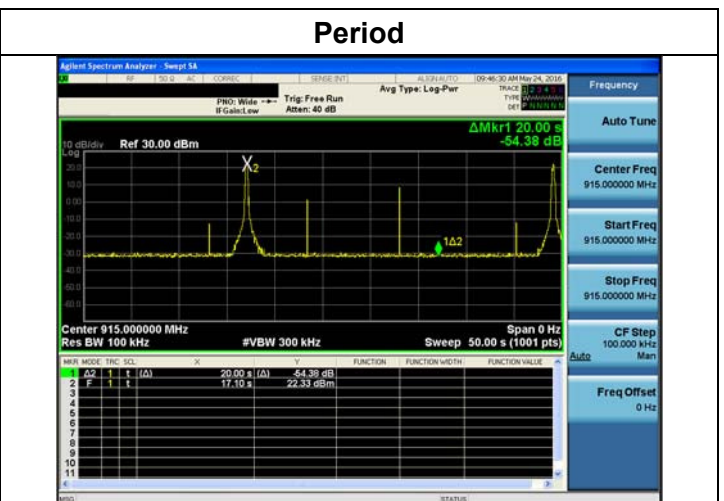 Period
Agilent Spectrum Analyzer - Swept SA
RF 50 Ω AC CORREC SENSE:INT ALIGN AUTO 09:46:30 AM May 24, 2016
Avg Type: Log-Pwr
TRACE 1 2 3 4 5 6
PNO: Wide Trig: Free Run
TYPE
IFGain:Low Atten: 40 dB
DET P N N N N N
Frequency
Auto Tune
ΔMkr1 20.00 s
-54.38 dB
10 dB/div Ref 30.00 dBm
Log
20.0
10.0
0.00
-10.0
-20.0
-30.0
-40.0
-50.0
-60.0
2
1Δ2
Center Freq
915.000000 MHz
Start Freq
915.000000 MHz
Stop Freq
915.000000 MHz
CF Step
100.000 kHz
Auto Man
Freq Offset
0 Hz
Center 915.000000 MHz Span 0 Hz
Res BW 100 kHz #VBW 300 kHz Sweep 50.00 s (1001 pts)
MKR MODE TRC SCL X Y FUNCTION FUNCTION WIDTH FUNCTION VALUE
1 Δ2 1 t (Δ) 20.00 s (Δ) -54.38 dB
2 F 1 t 17.10 s 22.33 dBm
3
4
5
6
7
8
9
10
11
MSG STATUS